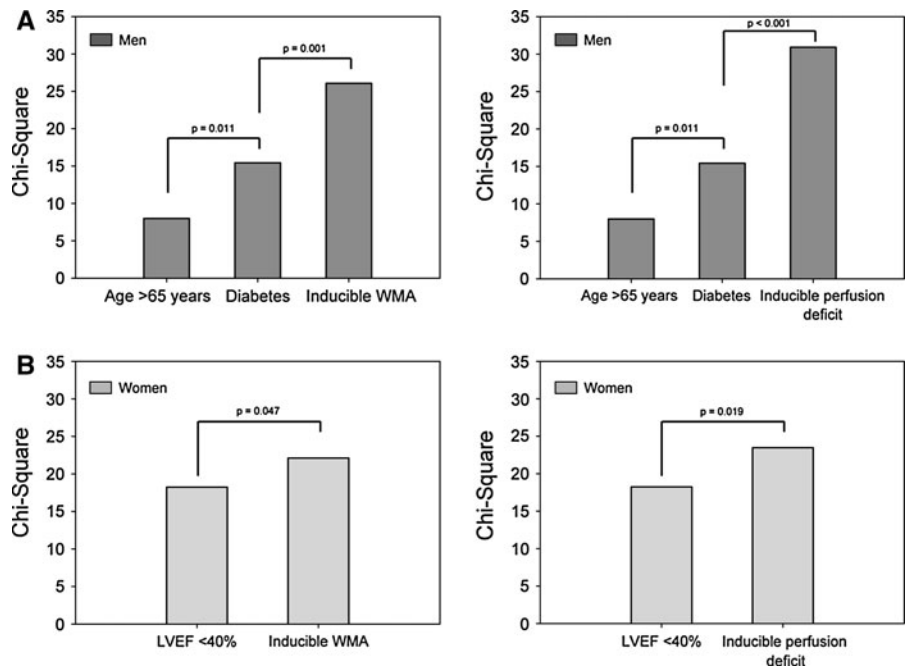 A
35
30
25
20
15
10
5
0
Chi-Square
Men
p = 0.011
p = 0.001
Age >65 years Diabetes Inducible WMA
35
30
25
20
15
10
5
0
Chi-Square
Men
p = 0.011
p < 0.001
Age >65 years Diabetes Inducible perfusion
deficit
B
35
30
25
20
15
10
5
0
Chi-Square
Women
p = 0.047
LVEF <40% Inducible WMA
35
30
25
20
15
10
5
0
Chi-Square
Women
p = 0.019
LVEF <40% Inducible perfusion
deficit